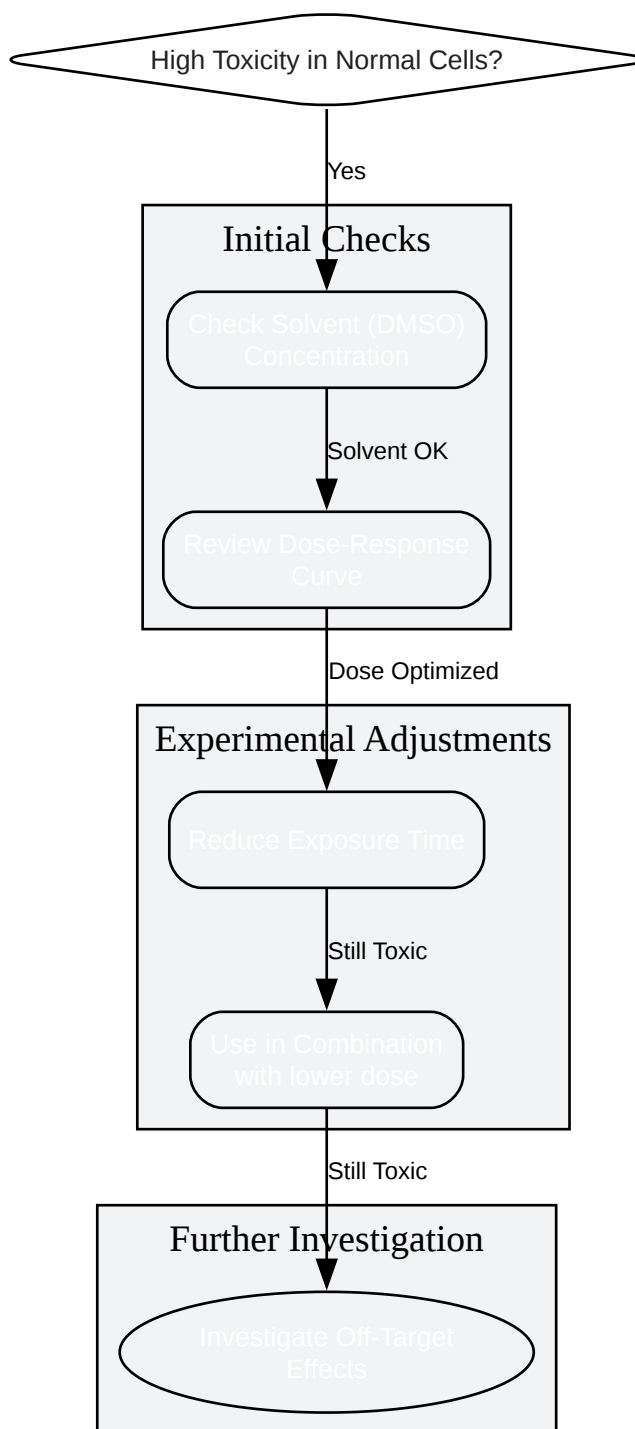 High Toxicity in Normal Cells?
Yes
Initial Checks
Check Solvent (DMSO)
Concentration
Solvent OK
Review Dose-Response
Curve
Dose Optimized
Experimental Adjustments
Reduce Exposure Time
Still Toxic
Use in Combination
with lower dose
Still Toxic
Further Investigation
Investigate Off-Target
Effects